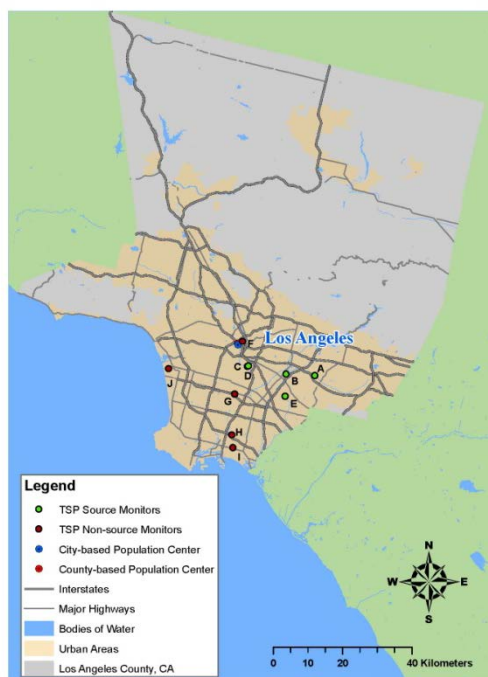 F
Los Angeles
C
D
B
A
J
E
G
H
I
Legend
TSP Source Monitors
TSP Non-source Monitors
City-based Population Center
County-based Population Center
Interstates
Major Highways
Bodies of Water
Urban Areas
Los Angeles County, CA
N
W E
S
0 10 20 40 Kilometers